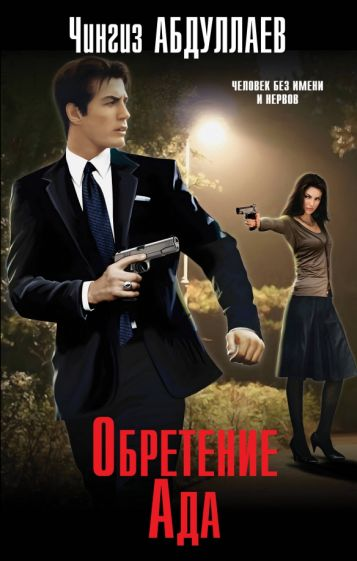 Чингиз АБДУЛЛАЕВ
ЧЕЛОВЕК БЕЗ ИМЕНИ
И НЕРВОВ
ОБРЕТЕНИЕ
АДА